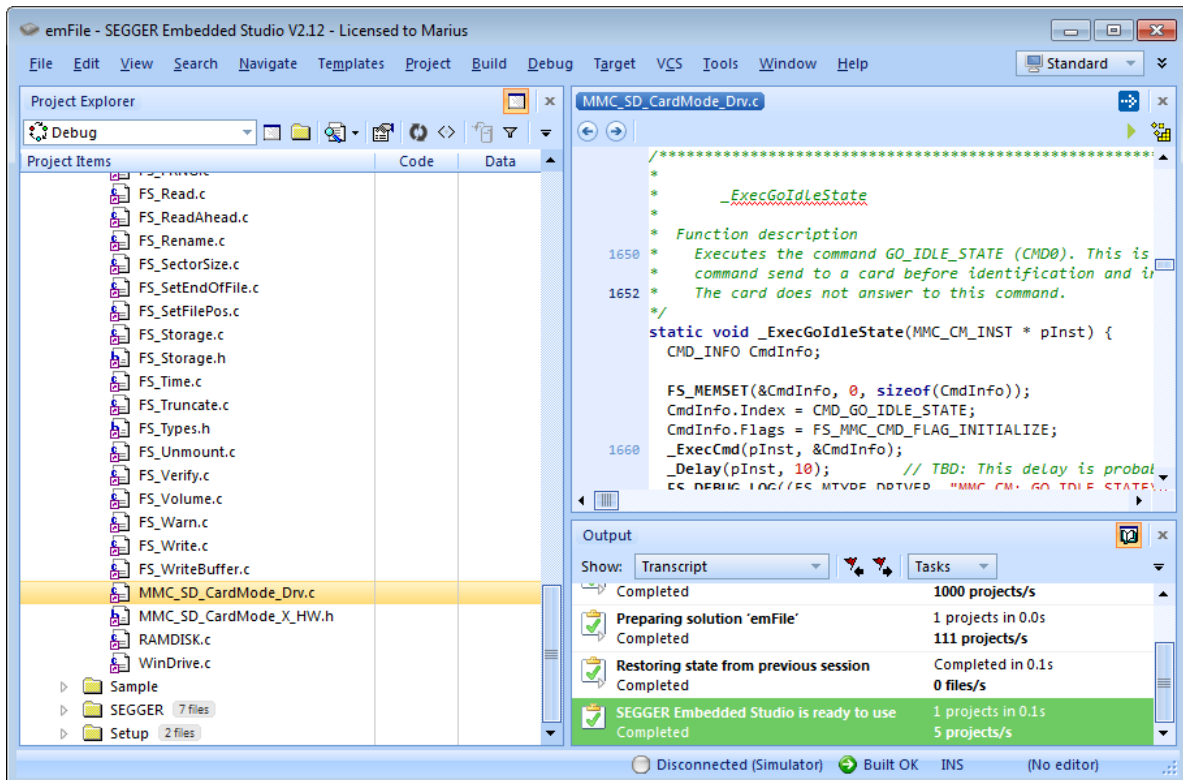 emFile - SEGGER Embedded Studio V2.12 - Licensed to Marius
File Edit View Search Navigate Templates Project Build Debug Target VCS Tools Window Help Standard
Project Explorer
Debug
Project Items Code Data
FS_Read.c
FS_ReadAhead.c
FS_Rename.c
FS_SectorSize.c
FS_SetEndOfFile.c
FS_SetFilePos.c
FS_Storage.c
FS_Storage.h
FS_Time.c
FS_Truncate.c
FS_Types.h
FS_Unmount.c
FS_Verify.c
FS_Volume.c
FS_Warn.c
FS_Write.c
FS_WriteBuffer.c
MMC_SD_CardMode_Drv.c
MMC_SD_CardMode_X_HW.h
RAMDISK.c
WinDrive.c
Sample
SEGGER 7 files
Setup 2 files
MMC_SD_CardMode_Drv.c
/*******************************************************
*
* _ExecGoIdleState
*
* Function description
1650 * Executes the command GO_IDLE_STATE (CMD0). This is
* command send to a card before identification and
1652 * The card does not answer to this command.
*/
static void _ExecGoIdleState(MMC_CM_INST * pInst) {
CMD_INFO CmdInfo;
FS_MEMSET(&CmdInfo, 0, sizeof(CmdInfo));
CmdInfo.Index = CMD_GO_IDLE_STATE;
CmdInfo.Flags = FS_MMC_CMD_FLAG_INITIALIZE;
1660 _ExecCmd(pInst, &CmdInfo);
_Delay(pInst, 10); // TBD: This delay is probab
FS_DEBUG_LOG((FS_MTYPE_DRIVER, "MMC_CM: GO_IDLE_STATE\
Output
Show: Transcript Tasks
Completed 1000 projects/s
Preparing solution 'emFile' 1 projects in 0.0s
Completed 111 projects/s
Restoring state from previous session Completed in 0.1s
Completed 0 files/s
SEGGER Embedded Studio is ready to use 1 projects in 0.1s
Completed 5 projects/s
Disconnected (Simulator) Built OK INS (No editor)